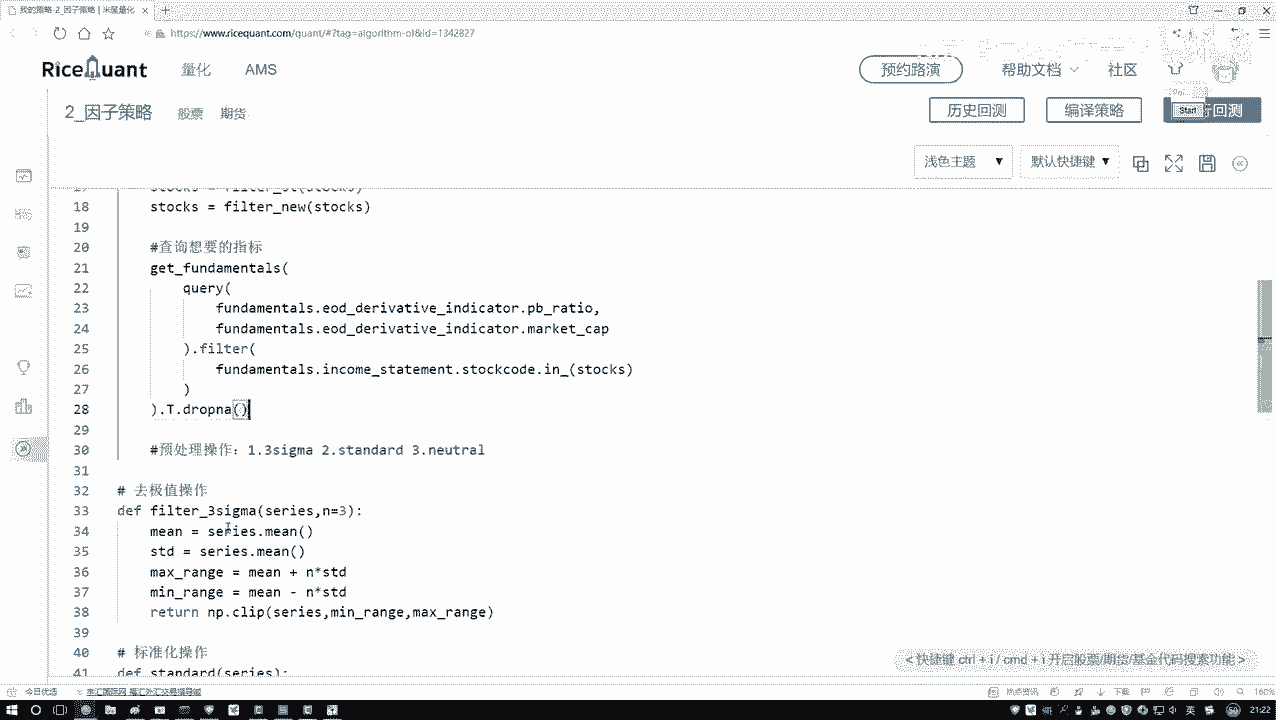 我的策略-2_因子策略 | 米筐量化
https://www.ricequant.com/quant/#?tag=algorithm-ol&id=1342827
RiceQuant 量化 AMS 预约路演 帮助文档 社区
2_因子策略 股票 期货 历史回测 编译策略 Start 回测
浅色主题 ▼ 默认快捷键 ▼
18 stocks = filter_new(stocks)
19
20 #查询想要的指标
21 get_fundamentals(
22 query(
23 fundamentals.eod_derivative_indicator.pb_ratio,
24 fundamentals.eod_derivative_indicator.market_cap
25 ).filter(
26 fundamentals.income_statement.stockcode.in_(stocks)
27 )
28 ).T.dropna()
29
30 #预处理操作: 1.3sigma 2.standard 3.neutral
31
32 # 去极值操作
33 def filter_3sigma(series,n=3):
34 mean = series.mean()
35 std = series.mean()
36 max_range = mean + n*std
37 min_range = mean - n*std
38 return np.clip(series,min_range,max_range)
39
40 # 标准化操作
41 def standard(series):
<快捷键 ctrl + i / cmd + i 开启股票/期货/基金代码搜索功能>
今日优选 热点资讯 下载 160%
英 21:22